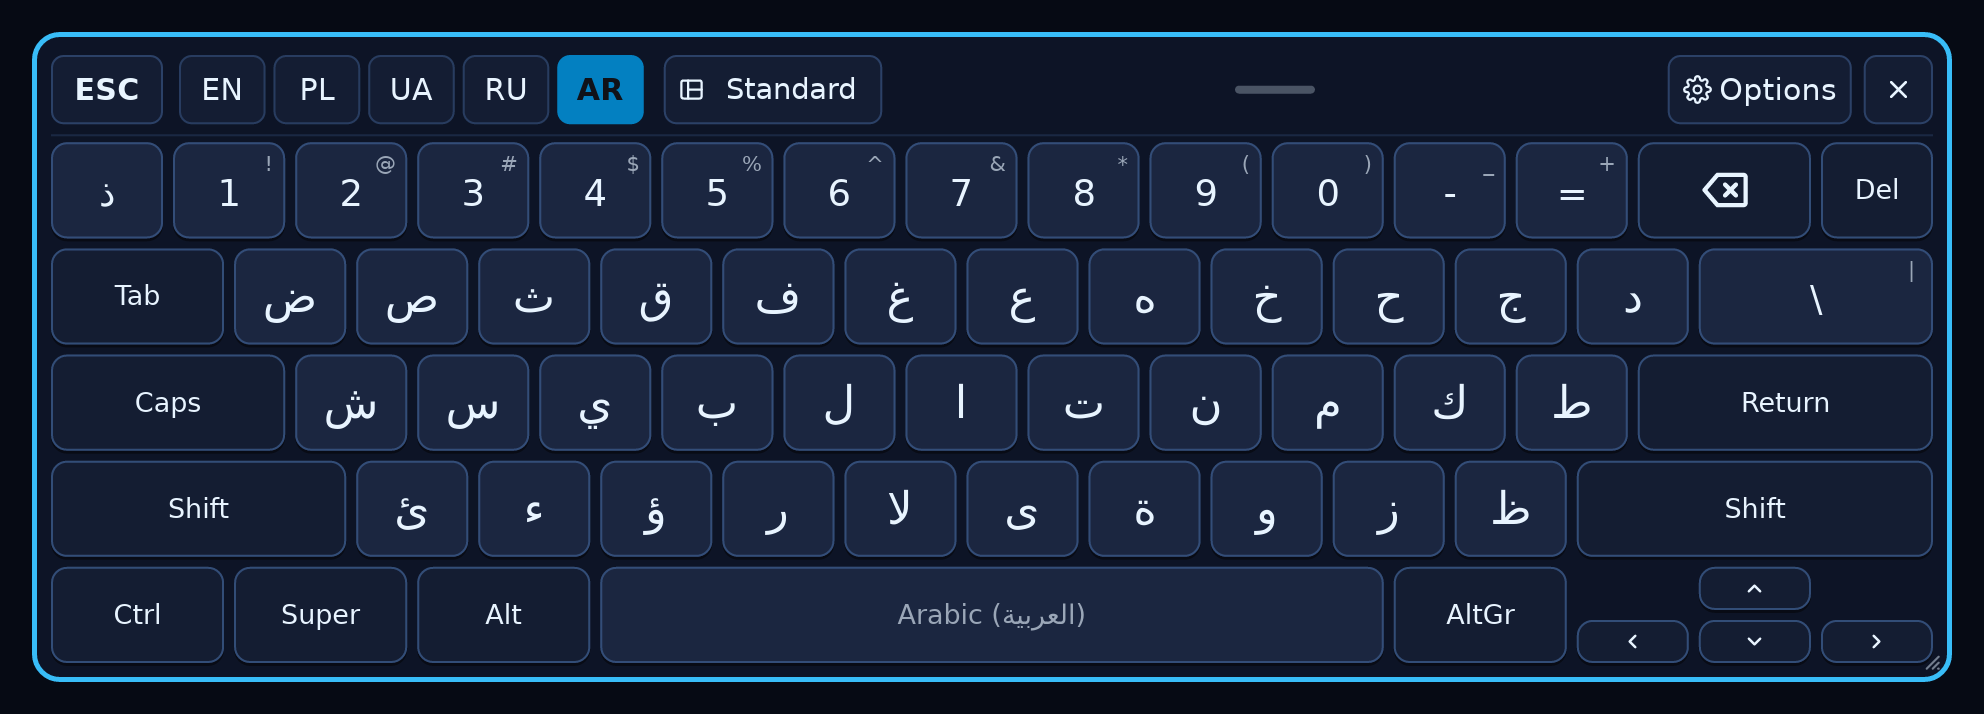 ESC EN PL UA RU AR Standard Options
ذ 1 ! 2 @ 3 # 4 $ 5 % 6 ^ 7 & 8 * 9 ( 0 ) - _ = + Del
Tab ض ص ث ق ف غ ع ه خ ح ج د \ |
Caps ش س ي ب ل ا ت ن م ك ط Return
Shift ئ ء ؤ ر لا ى ة و ز ظ Shift
Ctrl Super Alt Arabic (العربية) AltGr